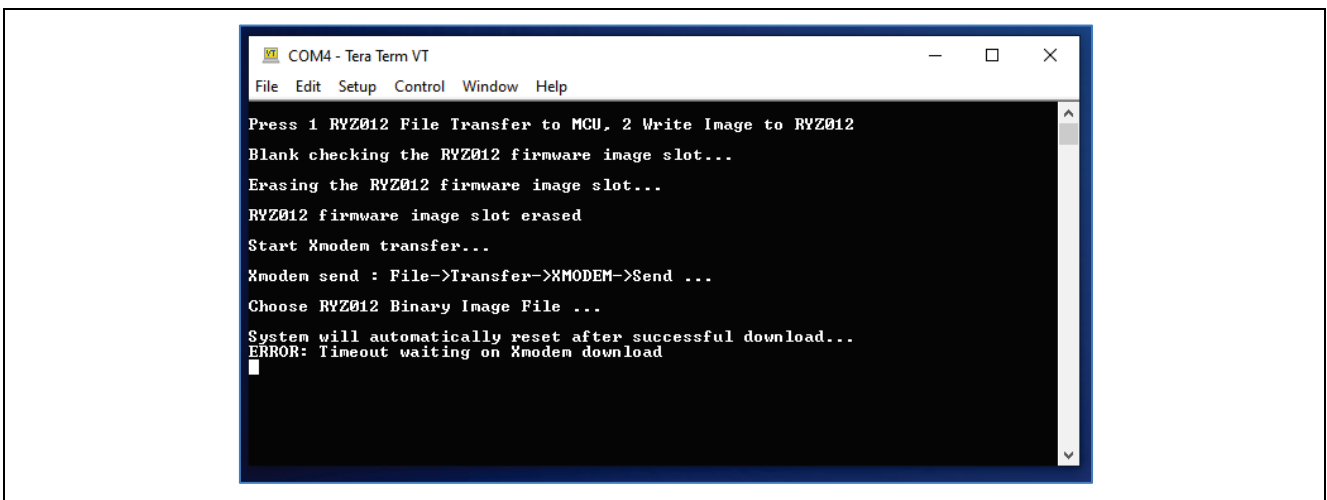 COM4 - Tera Term VT
File Edit Setup Control Window Help
Press 1 RYZ012 File Transfer to MCU, 2 Write Image to RYZ012
Blank checking the RYZ012 firmware image slot...
Erasing the RYZ012 firmware image slot...
RYZ012 firmware image slot erased
Start Xmodem transfer...
Xmodem send : File->Transfer->XMODEM->Send ...
Choose RYZ012 Binary Image File ...
System will automatically reset after successful download...
ERROR: Timeout waiting on Xmodem download